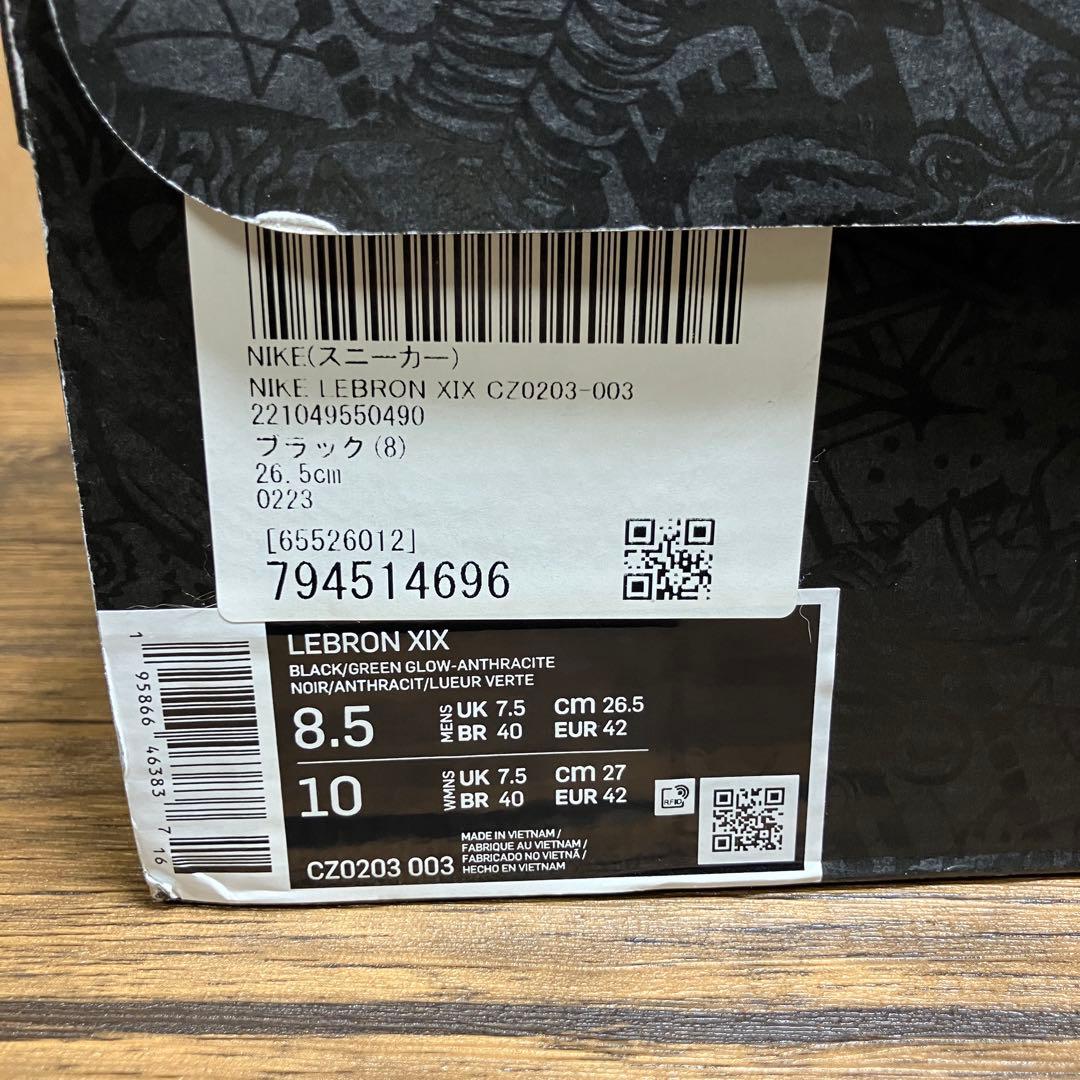 NIKE(スニーカー)
NIKE LEBRON XIX CZ0203-003
221049550490
ブラック(8)
26.5cm
0223
[65526012]
794514696
LEBRON XIX
BLACK/GREEN GLOW-ANTHRACITE
NOIR/ANTHRACIT/LUEUR VERTE
8.5 MENS UK 7.5 cm 26.5
BR 40 EUR 42
10 WMNS UK 7.5 cm 27
BR 40 EUR 42
RFID
CZ0203 003
MADE IN VIETNAM /
FABRIQUE AU VIETNAM /
FABRICADO NO VIETNÃ /
HECHO EN VIETNAM
1 95866 46383 7 16